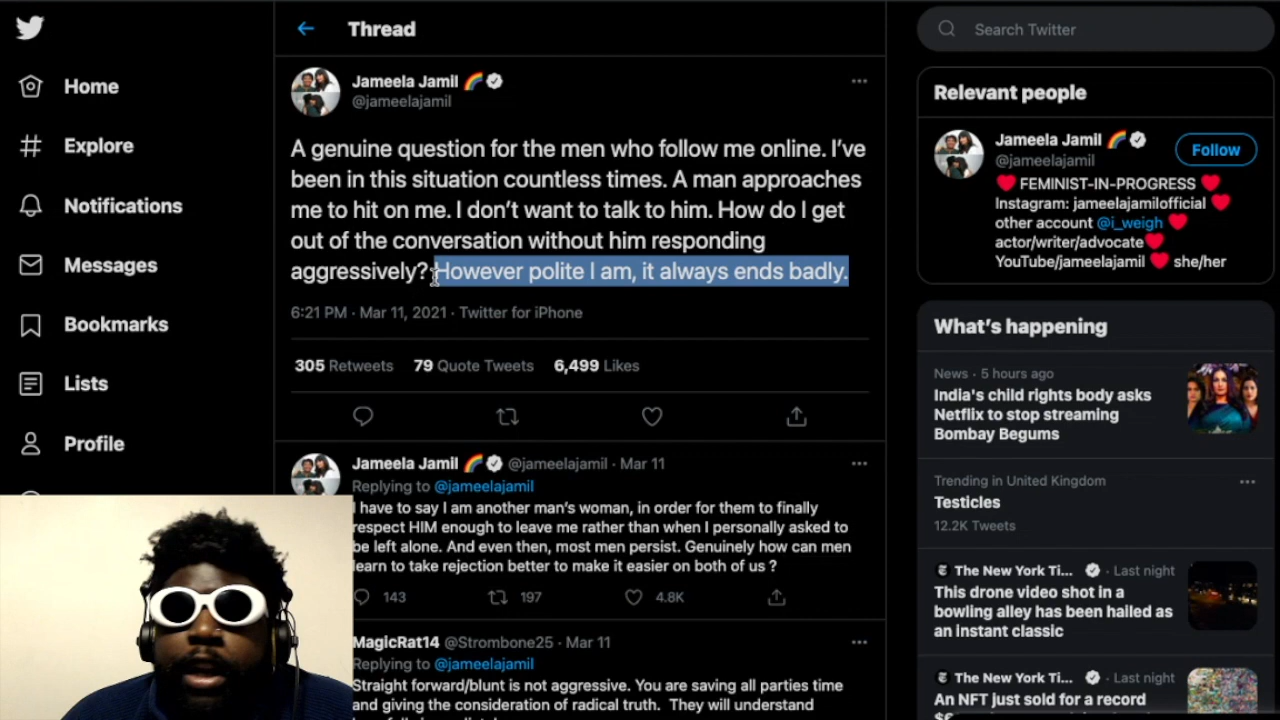 Home
Explore
Notifications
Messages
Bookmarks
Lists
Profile
Thread
Jameela Jamil
@jameelajamil
A genuine question for the men who follow me online. I've
been in this situation countless times. A man approaches
me to hit on me. I don't want to talk to him. How do I get
out of the conversation without him responding
aggressively? However polite I am, it always ends badly.
6:21 PM · Mar 11, 2021 · Twitter for iPhone
305 Retweets 79 Quote Tweets 6,499 Likes
Jameela Jamil @jameelajamil · Mar 11
Replying to @jameelajamil
I have to say I am another man's woman, in order for them to finally
respect HIM enough to leave me rather than when I personally asked to
be left alone. And even then, most men persist. Genuinely how can men
learn to take rejection better to make it easier on both of us ?
143 197 4.8K
MagicRat14 @Strombone25 · Mar 11
Replying to @jameelajamil
Straight forward/blunt is not aggressive. You are saving all parties time
and giving the consideration of radical truth. They will understand
Search Twitter
Relevant people
Jameela Jamil
@jameelajamil
Follow
FEMINIST-IN-PROGRESS
Instagram: jameelajamilofficial
other account @i_weigh
actor/writer/advocate
YouTube/jameelajamil she/her
What's happening
News · 5 hours ago
India's child rights body asks
Netflix to stop streaming
Bombay Begums
Trending in United Kingdom
Testicles
12.2K Tweets
The New York Ti... · Last night
This drone video shot in a
bowling alley has been hailed as
an instant classic
The New York Ti... · Last night
An NFT just sold for a record